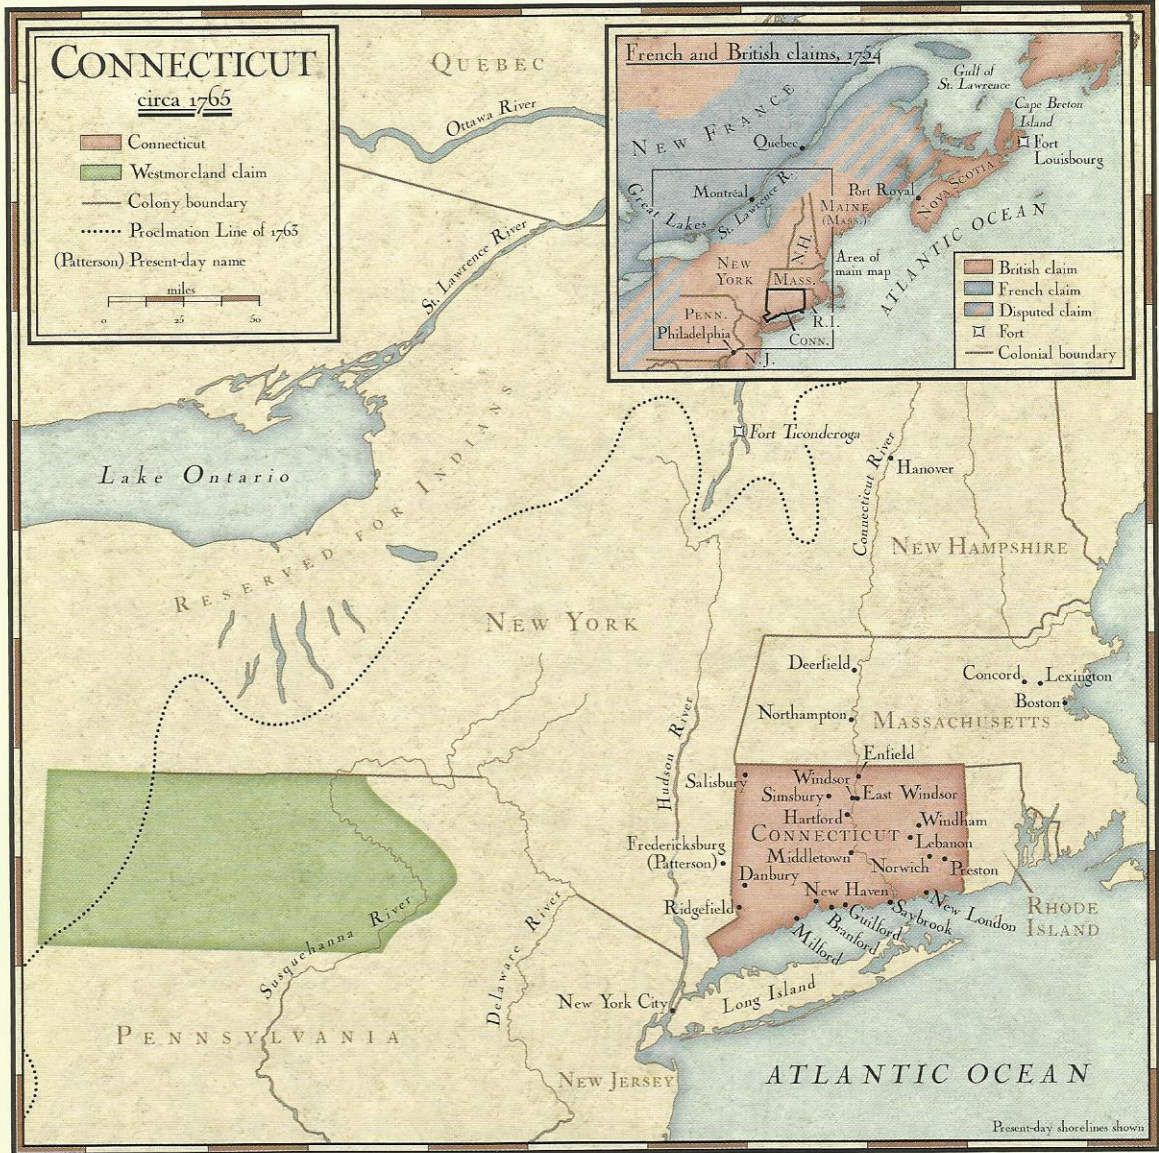 CONNECTICUT
circa 1765
Connecticut
Westmoreland claim
Colony boundary
Proclmation Line of 1763
(Patterson) Present-day name
miles
0 25 50
French and British claims, 1754
Gulf of
St. Lawrence
Cape Breton
Island
Fort
Louisbourg
NEW FRANCE
Quebec
Montréal
St. Lawrence R.
Great Lakes
Port Royal
NOVA SCOTIA
MAINE
(MASS.)
ATLANTIC OCEAN
N.H.
Area of
main map
NEW
YORK
MASS.
PENN.
Philadelphia
R.I.
CONN.
N.J.
British claim
French claim
Disputed claim
Fort
Colonial boundary
QUEBEC
Ottawa River
St. Lawrence River
Lake Ontario
RESERVED FOR INDIANS
Fort Ticonderoga
Connecticut River
Hanover
NEW HAMPSHIRE
NEW YORK
Hudson River
Deerfield
Concord
Lexington
Boston
Northampton
MASSACHUSETTS
Enfield
Salisbury
Windsor
Simsbury
East Windsor
Hartford
Windham
CONNECTICUT
Lebanon
Fredericksburg
(Patterson)
Middletown
Norwich
Preston
Danbury
New Haven
Ridgefield
Guilford
Saybrook
New London
Branford
Milford
RHODE
ISLAND
Susquehanna River
Delaware River
New York City
Long Island
PENNSYLVANIA
NEW JERSEY
ATLANTIC OCEAN
Present-day shorelines shown